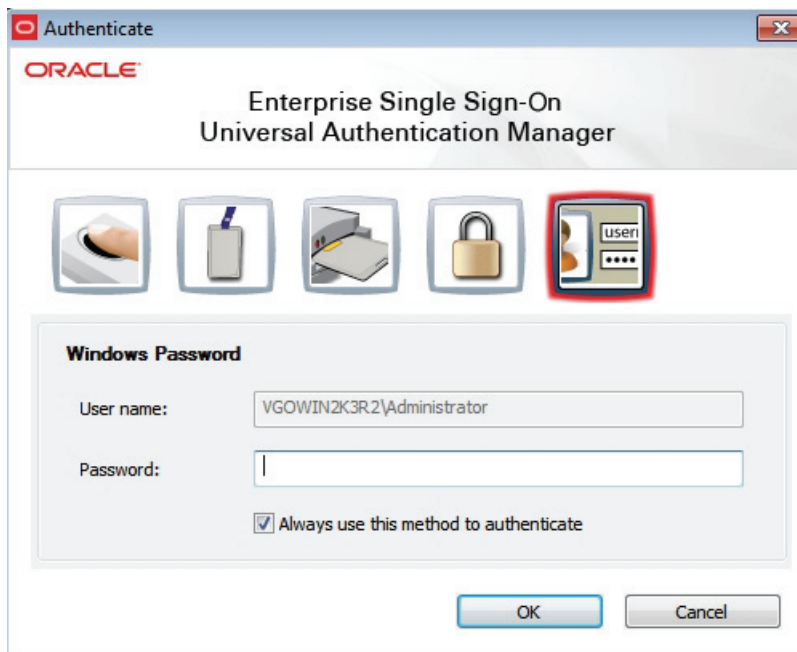 Authenticate
ORACLE
Enterprise Single Sign-On
Universal Authentication Manager
user
••••
Windows Password
User name:
VGOWIN2K3R2\Administrator
Password:
Always use this method to authenticate
OK
Cancel